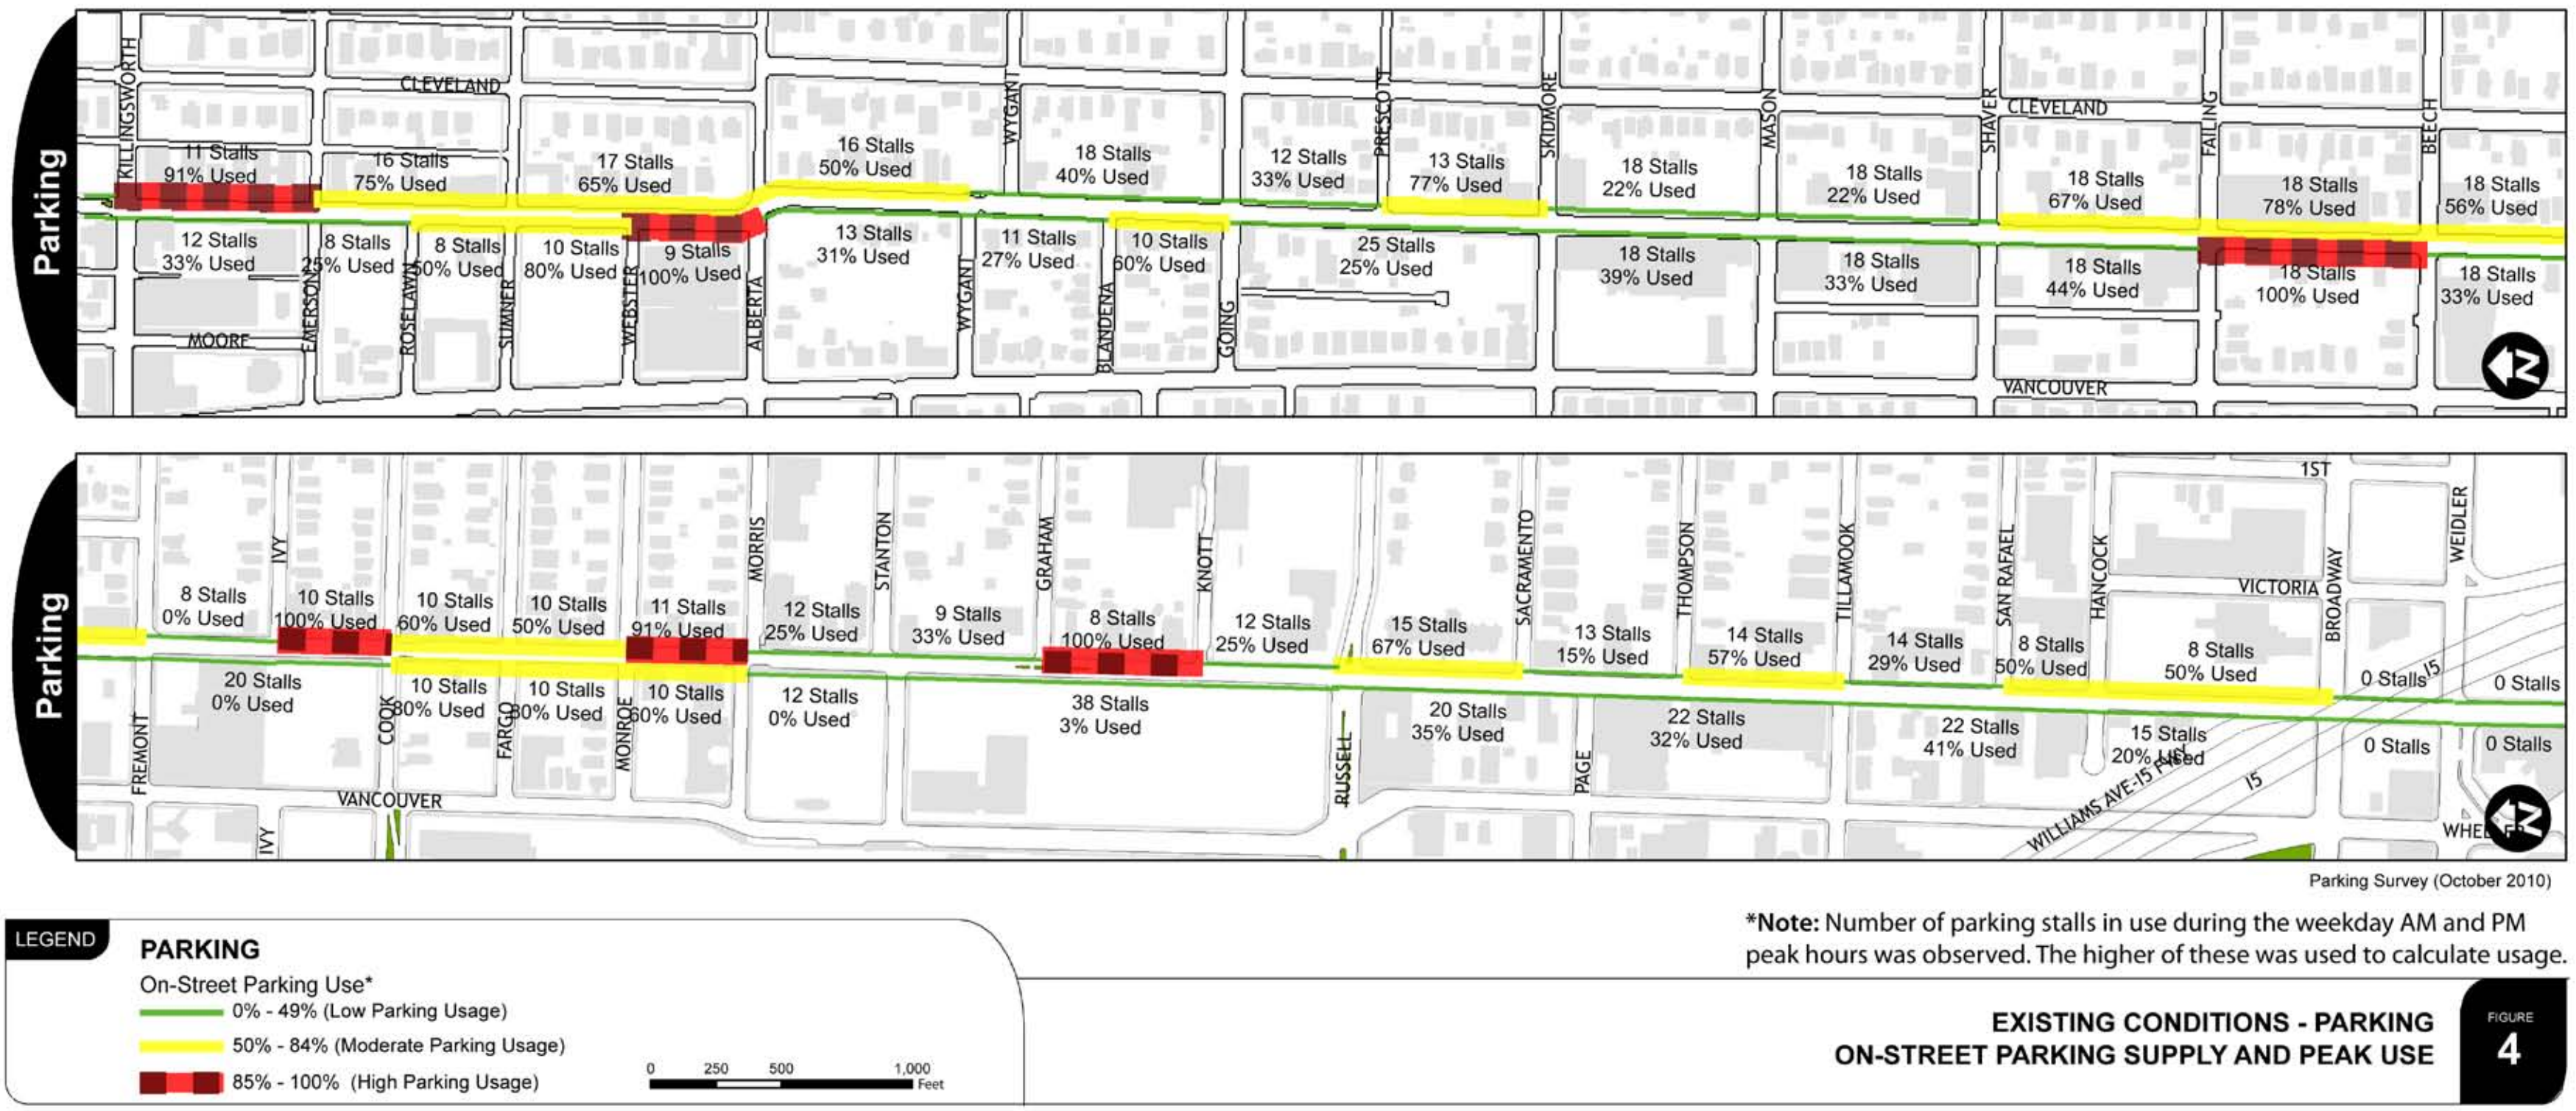 Parking
KILLINGSWORTH
CLEVELAND
WYGANT
PRESCOTT
SKIDMORE
MASON
SHAVER
CLEVELAND
FAILING
BEECH
11 Stalls
91% Used
16 Stalls
75% Used
17 Stalls
65% Used
16 Stalls
50% Used
18 Stalls
40% Used
12 Stalls
33% Used
13 Stalls
77% Used
18 Stalls
22% Used
18 Stalls
22% Used
18 Stalls
67% Used
18 Stalls
78% Used
18 Stalls
56% Used
12 Stalls
33% Used
8 Stalls
25% Used
8 Stalls
50% Used
10 Stalls
80% Used
9 Stalls
100% Used
13 Stalls
31% Used
11 Stalls
27% Used
10 Stalls
60% Used
25 Stalls
25% Used
18 Stalls
39% Used
18 Stalls
33% Used
18 Stalls
44% Used
18 Stalls
100% Used
18 Stalls
33% Used
MOORE
EMERSON
ROSELAWN
SUMNER
WEBSTER
ALBERTA
WYGANT
BLANDENA
GOING
VANCOUVER
N
Parking
IVY
MORRIS
STANTON
GRAHAM
KNOTT
SACRAMENTO
THOMPSON
TILLAMOOK
SAN RAFAEL
HANCOCK
1ST
VICTORIA
BROADWAY
WEIDLER
8 Stalls
0% Used
10 Stalls
100% Used
10 Stalls
60% Used
10 Stalls
50% Used
11 Stalls
91% Used
12 Stalls
25% Used
9 Stalls
33% Used
8 Stalls
100% Used
12 Stalls
25% Used
15 Stalls
67% Used
13 Stalls
15% Used
14 Stalls
57% Used
14 Stalls
29% Used
8 Stalls
50% Used
8 Stalls
50% Used
0 Stalls
I5
0 Stalls
20 Stalls
0% Used
10 Stalls
80% Used
10 Stalls
80% Used
10 Stalls
60% Used
12 Stalls
0% Used
38 Stalls
3% Used
20 Stalls
35% Used
22 Stalls
32% Used
22 Stalls
41% Used
15 Stalls
20% Used
0 Stalls
0 Stalls
FREMONT
COOK
FARGO
MONROE
RUSSELL
PAGE
VANCOUVER
IVY
WILLIAMS AVE-I5
I5
N
Parking Survey (October 2010)
LEGEND
PARKING
On-Street Parking Use*
0% - 49% (Low Parking Usage)
50% - 84% (Moderate Parking Usage)
85% - 100% (High Parking Usage)
0 250 500 1,000
Feet
*Note: Number of parking stalls in use during the weekday AM and PM
peak hours was observed. The higher of these was used to calculate usage.
EXISTING CONDITIONS - PARKING
ON-STREET PARKING SUPPLY AND PEAK USE
FIGURE
4